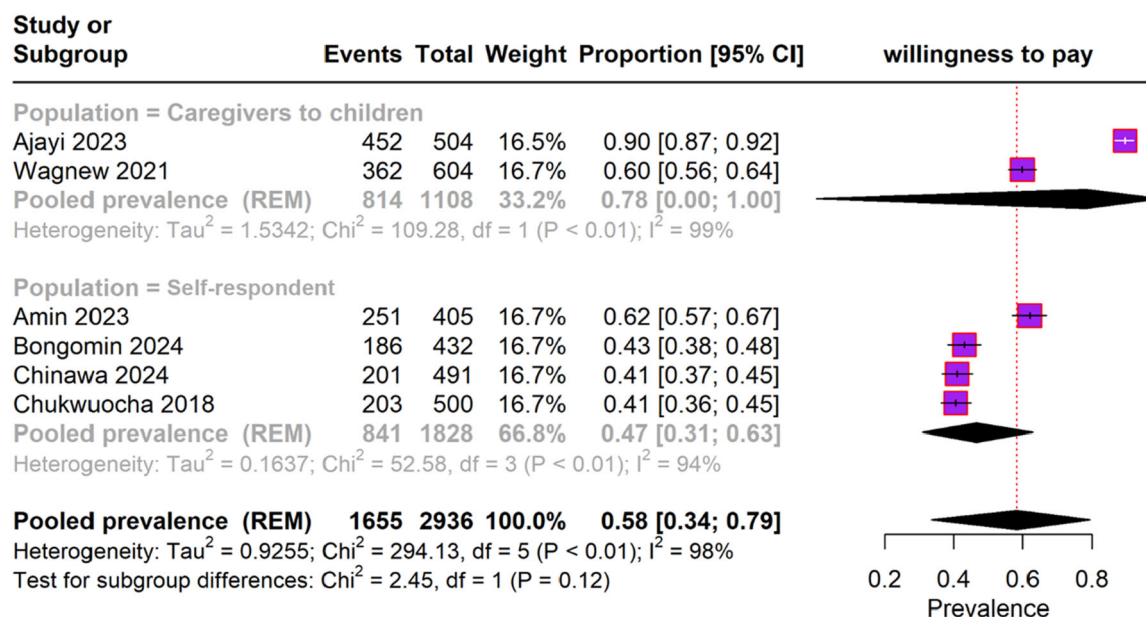 Study or
Subgroup Events Total Weight Proportion [95% CI] willingness to pay
Population = Caregivers to children
Ajayi 2023 452 504 16.5% 0.90 [0.87; 0.92]
Wagnew 2021 362 604 16.7% 0.60 [0.56; 0.64]
Pooled prevalence (REM) 814 1108 33.2% 0.78 [0.00; 1.00]
Heterogeneity: Tau² = 1.5342; Chi² = 109.28, df = 1 (P < 0.01); I² = 99%
Population = Self-respondent
Amin 2023 251 405 16.7% 0.62 [0.57; 0.67]
Bongomin 2024 186 432 16.7% 0.43 [0.38; 0.48]
Chinawa 2024 201 491 16.7% 0.41 [0.37; 0.45]
Chukwuocha 2018 203 500 16.7% 0.41 [0.36; 0.45]
Pooled prevalence (REM) 841 1828 66.8% 0.47 [0.31; 0.63]
Heterogeneity: Tau² = 0.1637; Chi² = 52.58, df = 3 (P < 0.01); I² = 94%
Pooled prevalence (REM) 1655 2936 100.0% 0.58 [0.34; 0.79]
Heterogeneity: Tau² = 0.9255; Chi² = 294.13, df = 5 (P < 0.01); I² = 98%
Test for subgroup differences: Chi² = 2.45, df = 1 (P = 0.12)
0.2 0.4 0.6 0.8
Prevalence